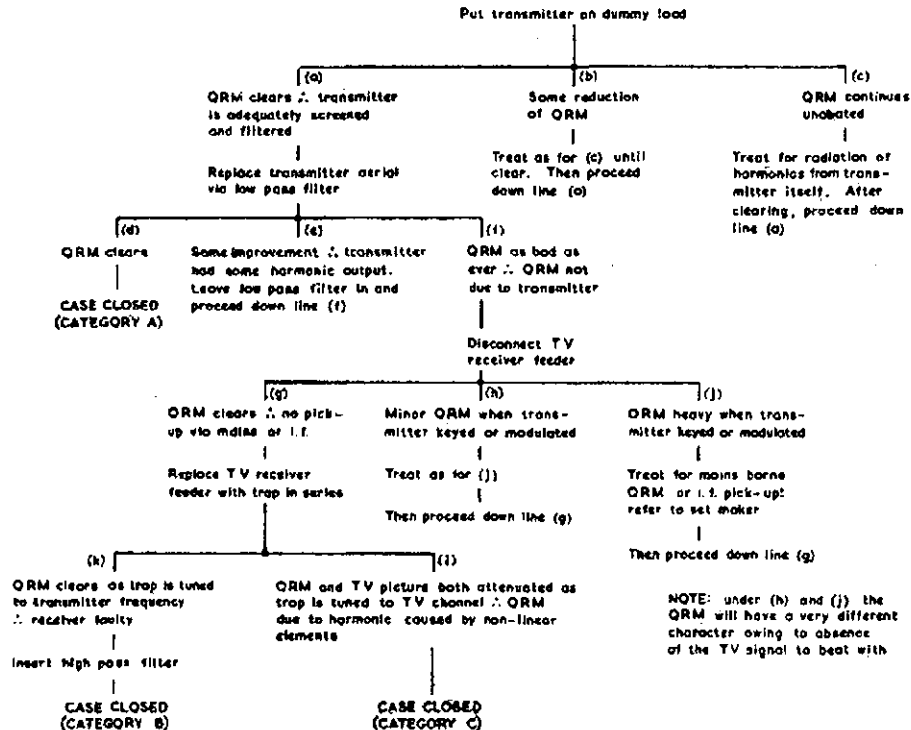 Put transmitter on dummy load
(a)
QRM clears ∴ transmitter
is adequately screened
and filtered
Replace transmitter aerial
via low pass filter
(b)
Some reduction
of QRM
Treat as for (c) until
clear. Then proceed
down line (a)
(c)
QRM continues
unabated
Treat for radiation of
harmonics from trans-
mitter itself. After
clearing, proceed down
line (a)
(d)
QRM clears
CASE CLOSED
(CATEGORY A)
(e)
Some improvement ∴ transmitter
had some harmonic output.
Leave low pass filter in and
proceed down line (f)
(f)
QRM as bad as
ever ∴ QRM not
due to transmitter
Disconnect TV
receiver feeder
(g)
QRM clears ∴ no pick-
up via mains or i.f.
Replace TV receiver
feeder with trap in series
(h)
Minor QRM when trans-
mitter keyed or modulated
Treat as for (j)
Then proceed down line (g)
(j)
QRM heavy when trans-
mitter keyed or modulated
Treat for mains borne
QRM or i.f. pick-up:
refer to set maker
Then proceed down line (g)
(k)
QRM clears as trap is tuned
to transmitter frequency
∴ receiver faulty
Insert high pass filter
CASE CLOSED
(CATEGORY B)
(l)
QRM and TV picture both attenuated as
trap is tuned to TV channel ∴ QRM
due to harmonic caused by non-linear
elements
CASE CLOSED
(CATEGORY C)
NOTE: under (h) and (j) the
QRM will have a very different
character owing to absence
of the TV signal to beat with